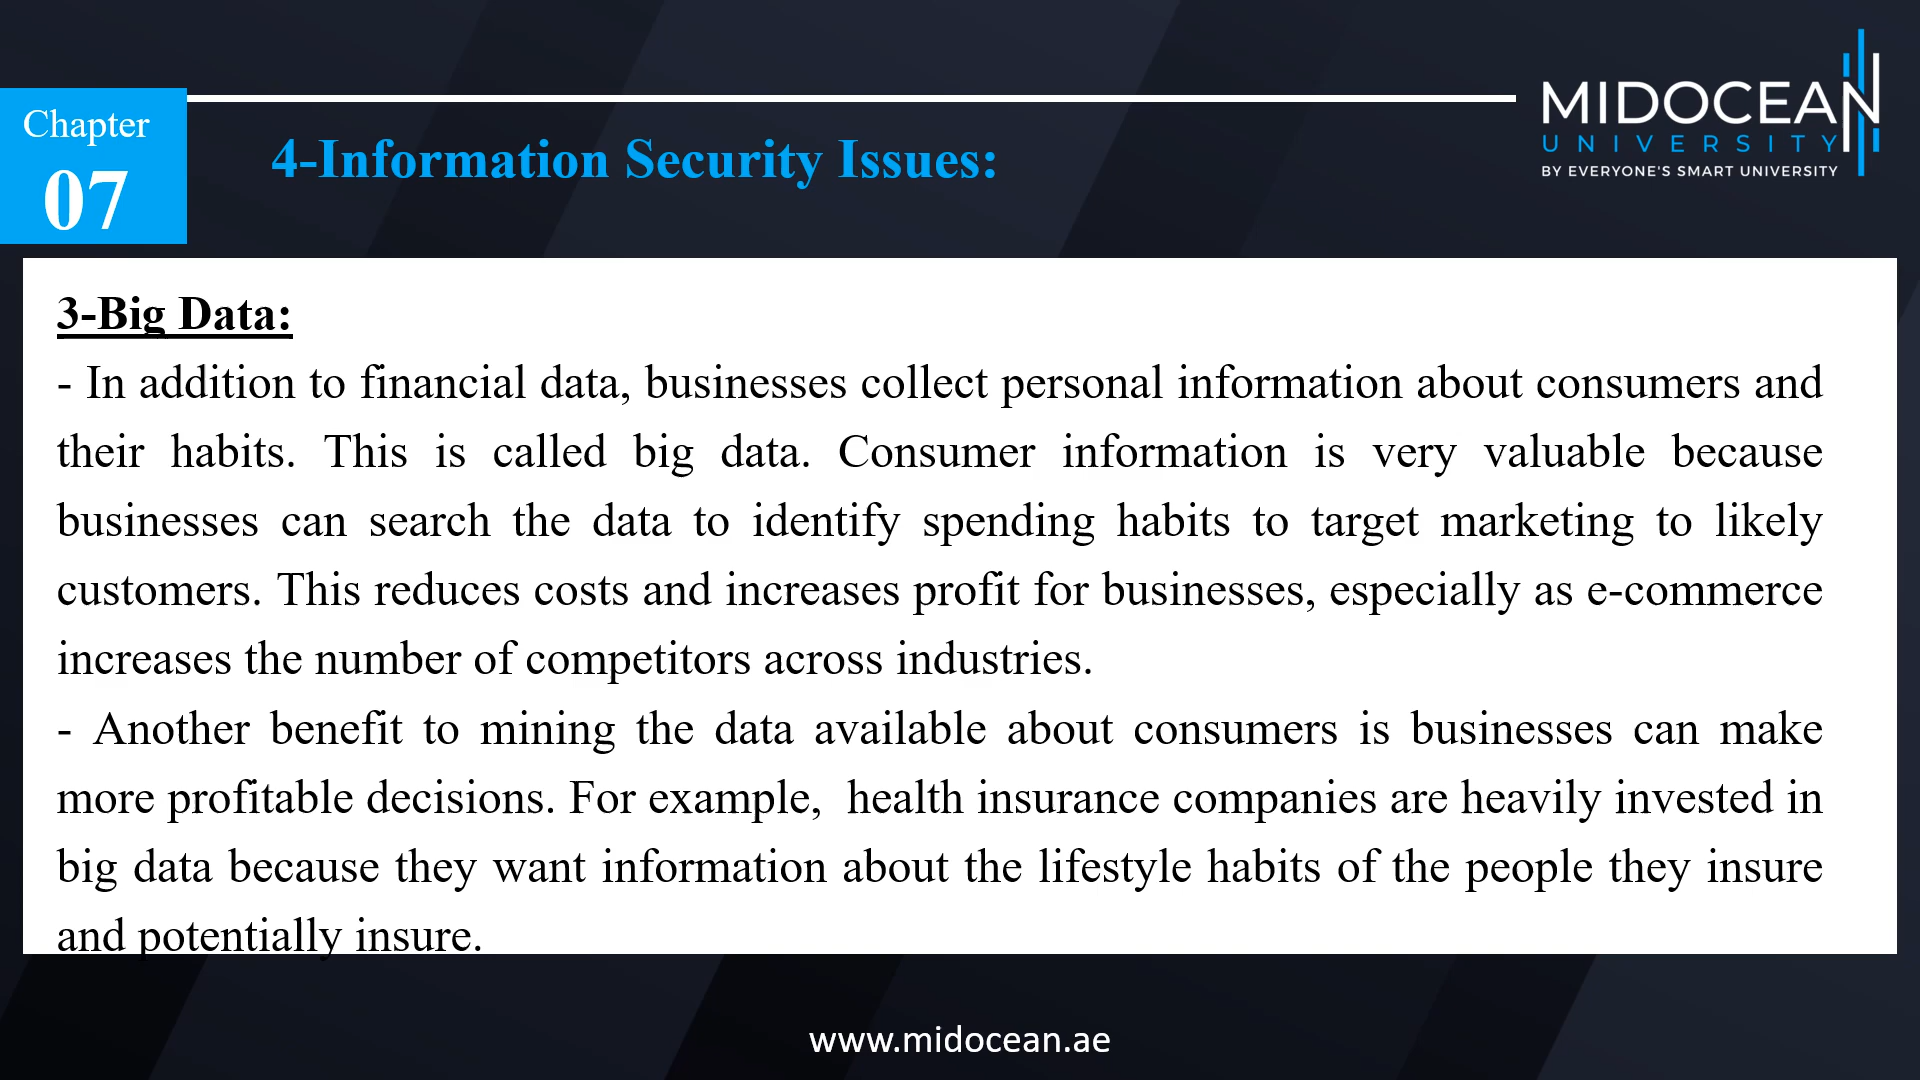 Chapter
07
4-Information Security Issues:
MIDOCEAN
UNIVERSITY
BY EVERYONE'S SMART UNIVERSITY
3-Big Data:
- In addition to financial data, businesses collect personal information about consumers and
their habits. This is called big data. Consumer information is very valuable because
businesses can search the data to identify spending habits to target marketing to likely
customers. This reduces costs and increases profit for businesses, especially as e-commerce
increases the number of competitors across industries.
- Another benefit to mining the data available about consumers is businesses can make
more profitable decisions. For example,  health insurance companies are heavily invested in
big data because they want information about the lifestyle habits of the people they insure
and potentially insure.
www.midocean.ae